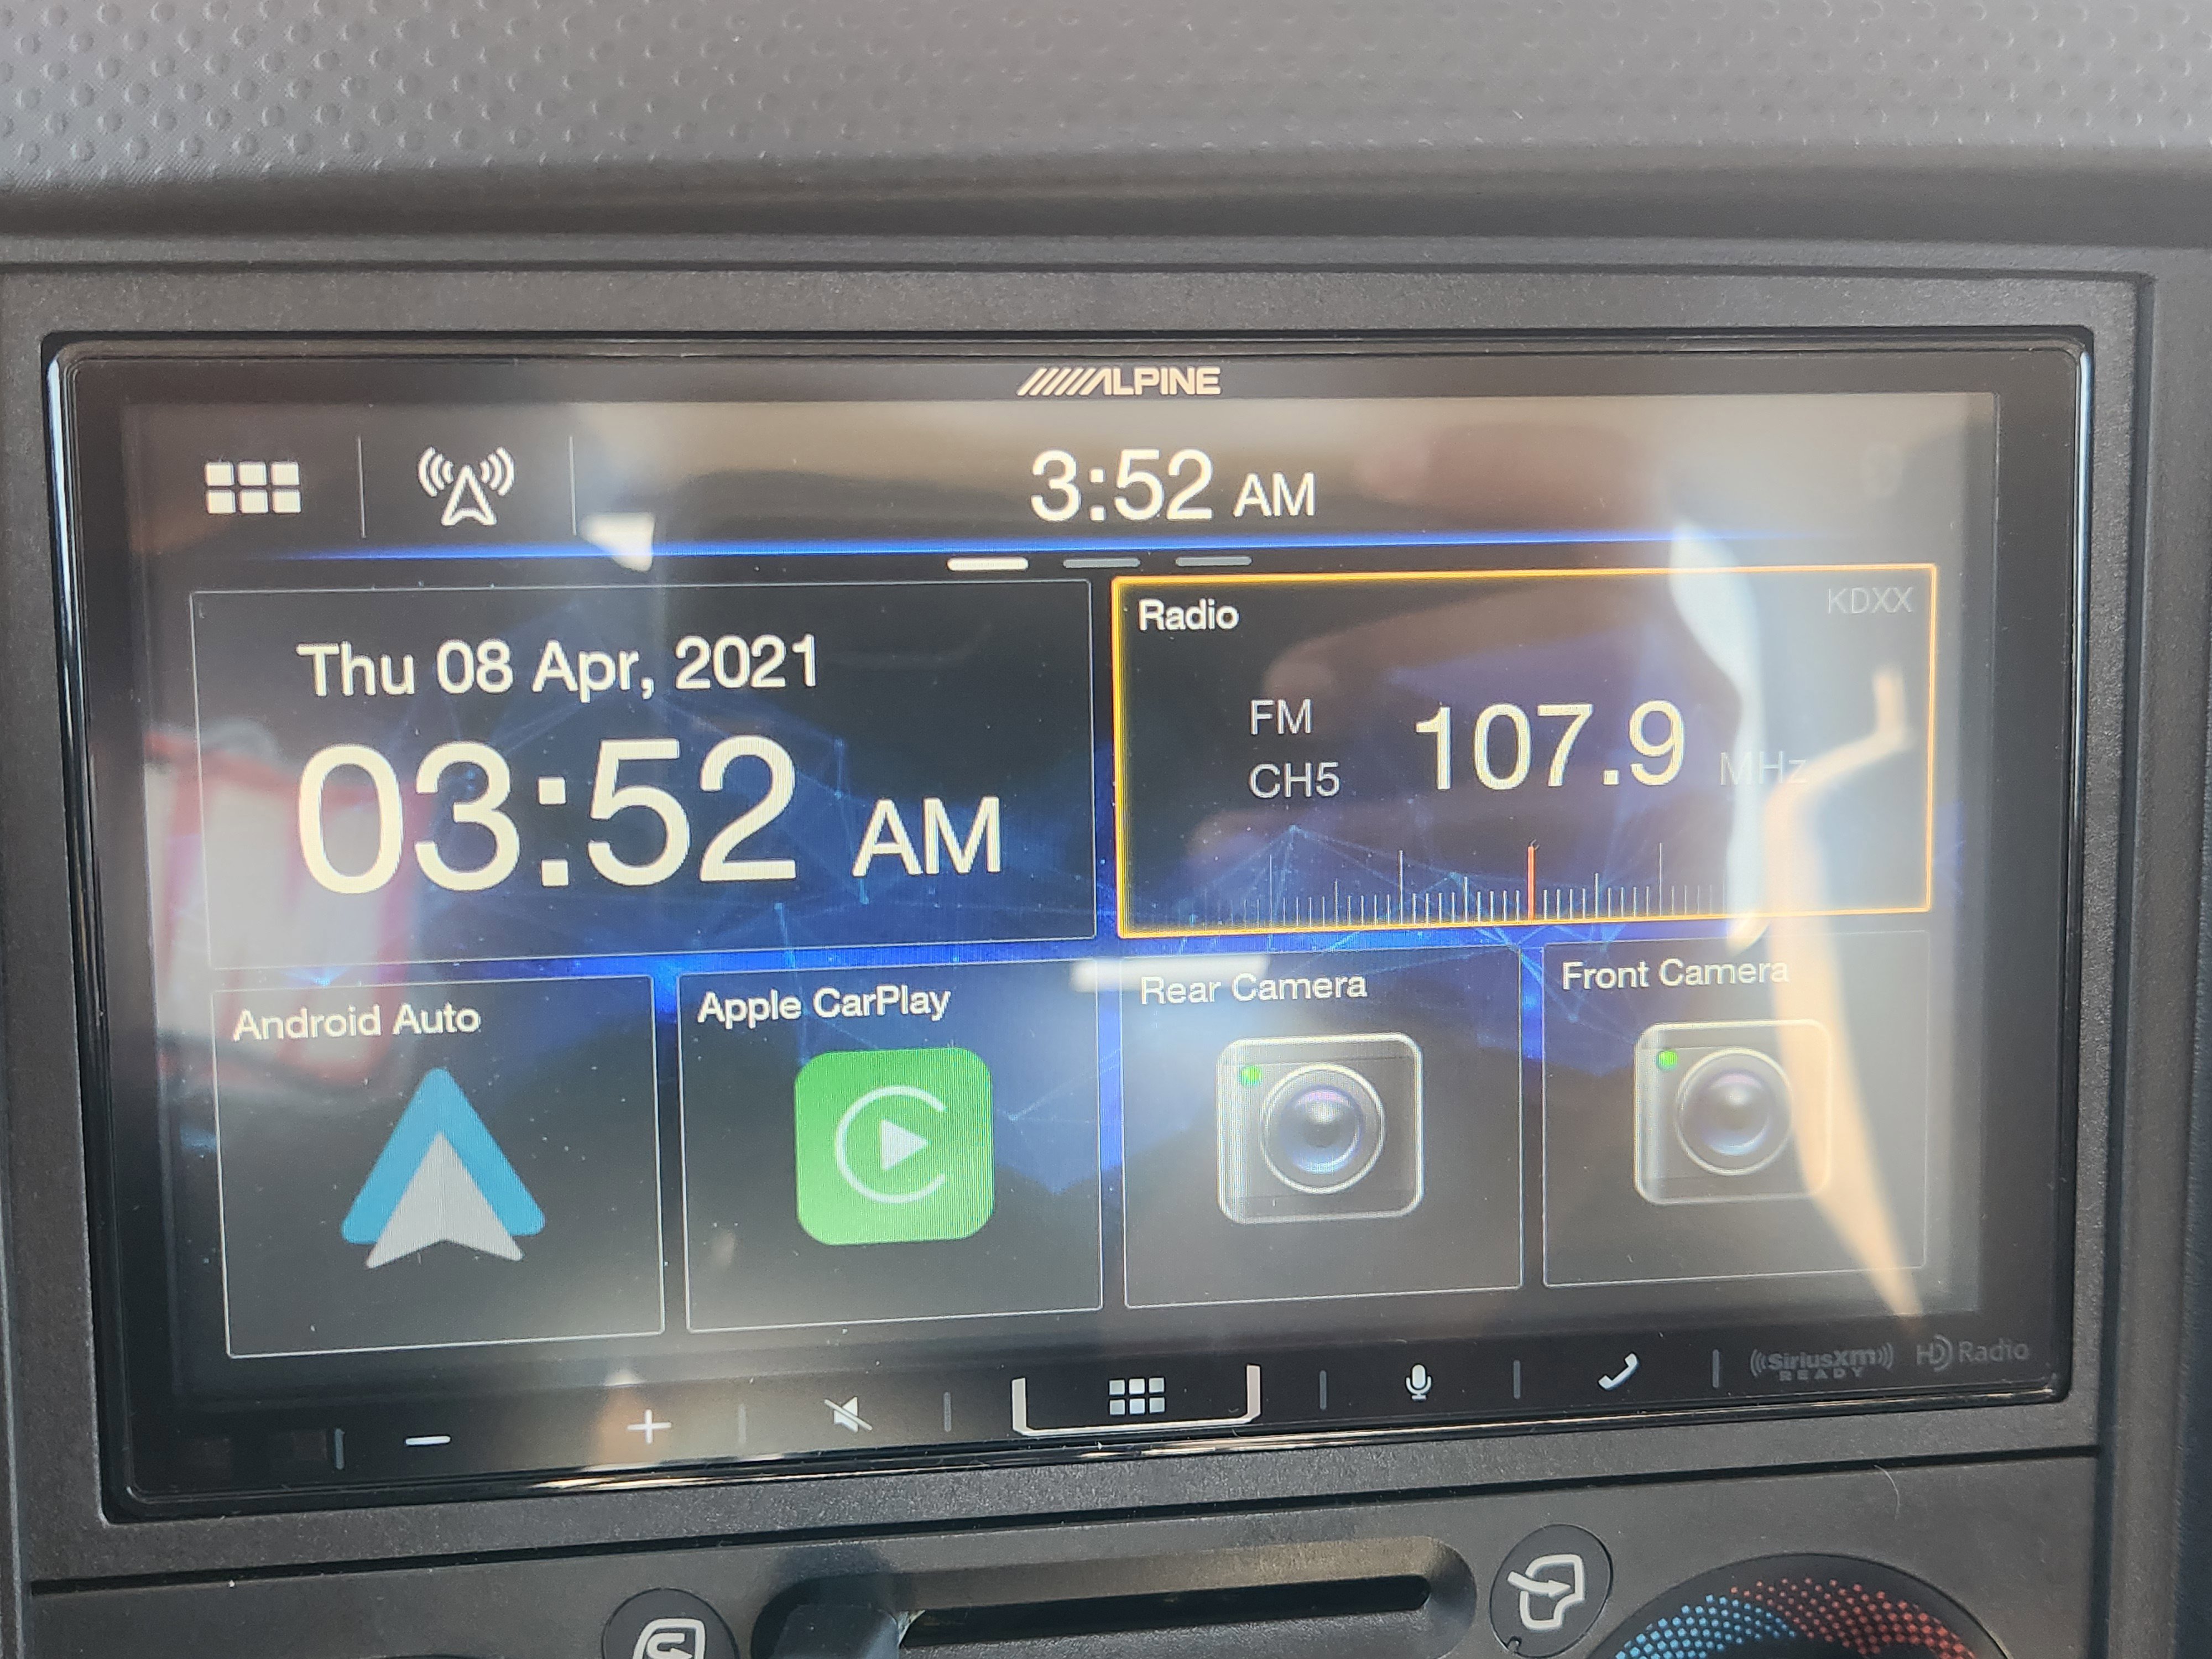 ALPINE
3:52 AM
Thu 08 Apr, 2021
03:52 AM
Radio
KDXX
FM
CH5
107.9 MHz
Android Auto
Apple CarPlay
Rear Camera
Front Camera
SiriusXm
READY
HD Radio